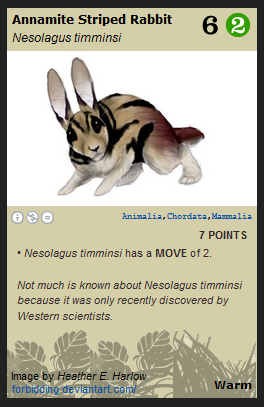 Annamite Striped Rabbit 6 2
Nesolagus timminsi
Animalia,Chordata,Mammalia
7 POINTS
• Nesolagus timminsi has a MOVE of 2.
Not much is known about Nesolagus timminsi
because it was only recently discovered by
Western scientists.
Image by Heather E. Harlow
forbidding.deviantart.com/
Warm